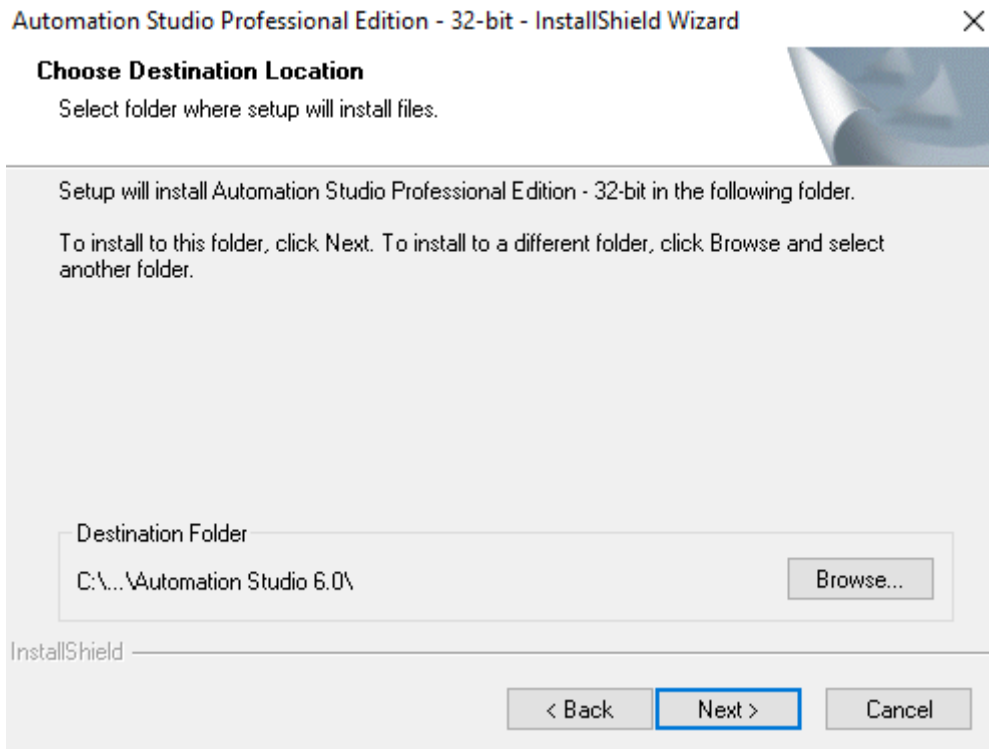 Automation Studio Professional Edition - 32-bit - InstallShield Wizard
Choose Destination Location
Select folder where setup will install files.
Setup will install Automation Studio Professional Edition - 32-bit in the following folder.
To install to this folder, click Next. To install to a different folder, click Browse and select
another folder.
Destination Folder
C:\...\Automation Studio 6.0\
Browse...
InstallShield
< Back
Next >
Cancel